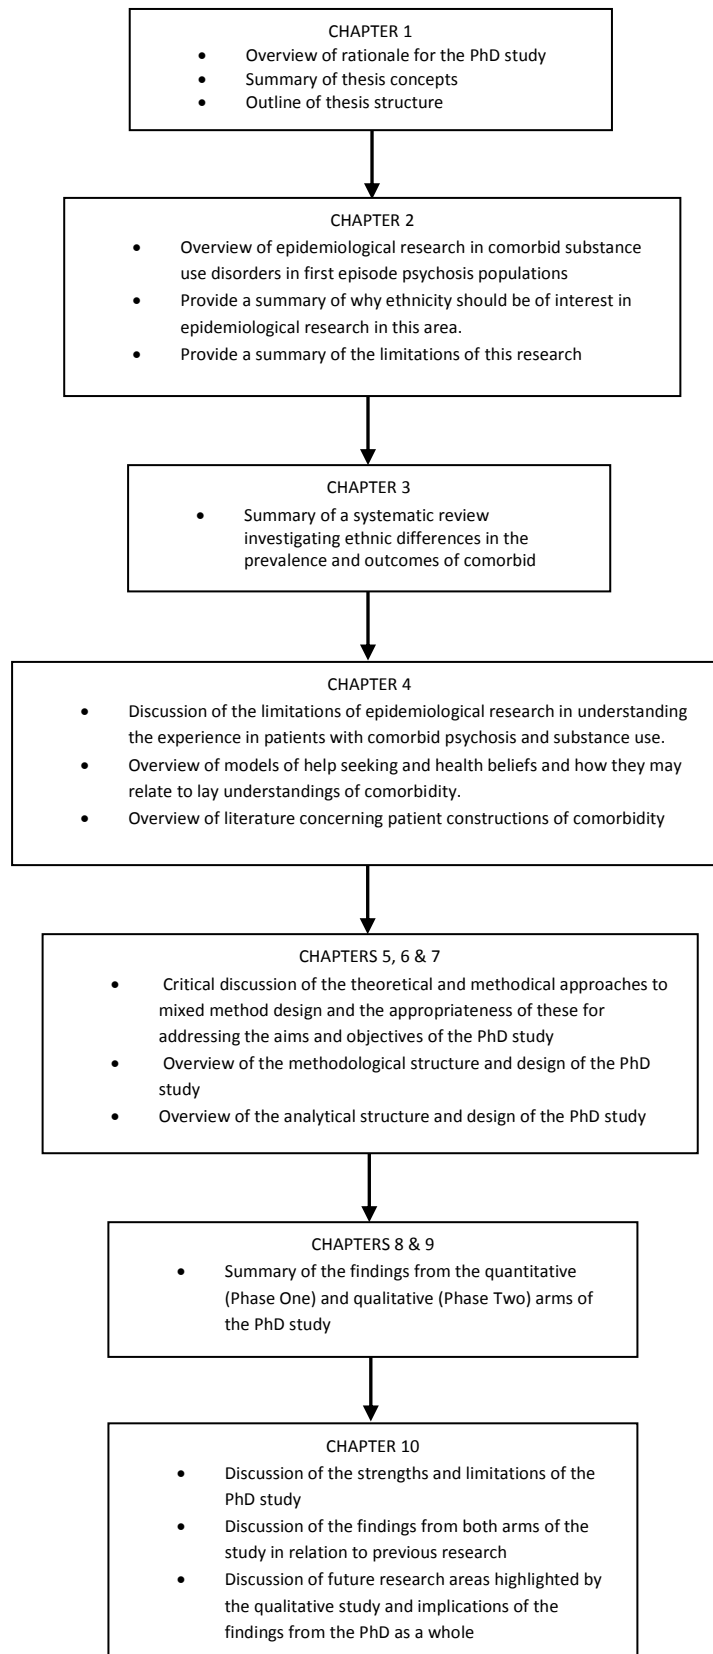 CHAPTER 1
• Overview of rationale for the PhD study
• Summary of thesis concepts
• Outline of thesis structure
CHAPTER 2
• Overview of epidemiological research in comorbid substance
use disorders in first episode psychosis populations
• Provide a summary of why ethnicity should be of interest in
epidemiological research in this area.
• Provide a summary of the limitations of this research
CHAPTER 3
• Summary of a systematic review
investigating ethnic differences in the
prevalence and outcomes of comorbid
CHAPTER 4
• Discussion of the limitations of epidemiological research in understanding
the experience in patients with comorbid psychosis and substance use.
• Overview of models of help seeking and health beliefs and how they may
relate to lay understandings of comorbidity.
• Overview of literature concerning patient constructions of comorbidity
CHAPTERS 5, 6 & 7
• Critical discussion of the theoretical and methodical approaches to
mixed method design and the appropriateness of these for
addressing the aims and objectives of the PhD study
• Overview of the methodological structure and design of the PhD
study
• Overview of the analytical structure and design of the PhD study
CHAPTERS 8 & 9
• Summary of the findings from the quantitative
(Phase One) and qualitative (Phase Two) arms of
the PhD study
CHAPTER 10
• Discussion of the strengths and limitations of the
PhD study
• Discussion of the findings from both arms of the
study in relation to previous research
• Discussion of future research areas highlighted by
the qualitative study and implications of the
findings from the PhD as a whole